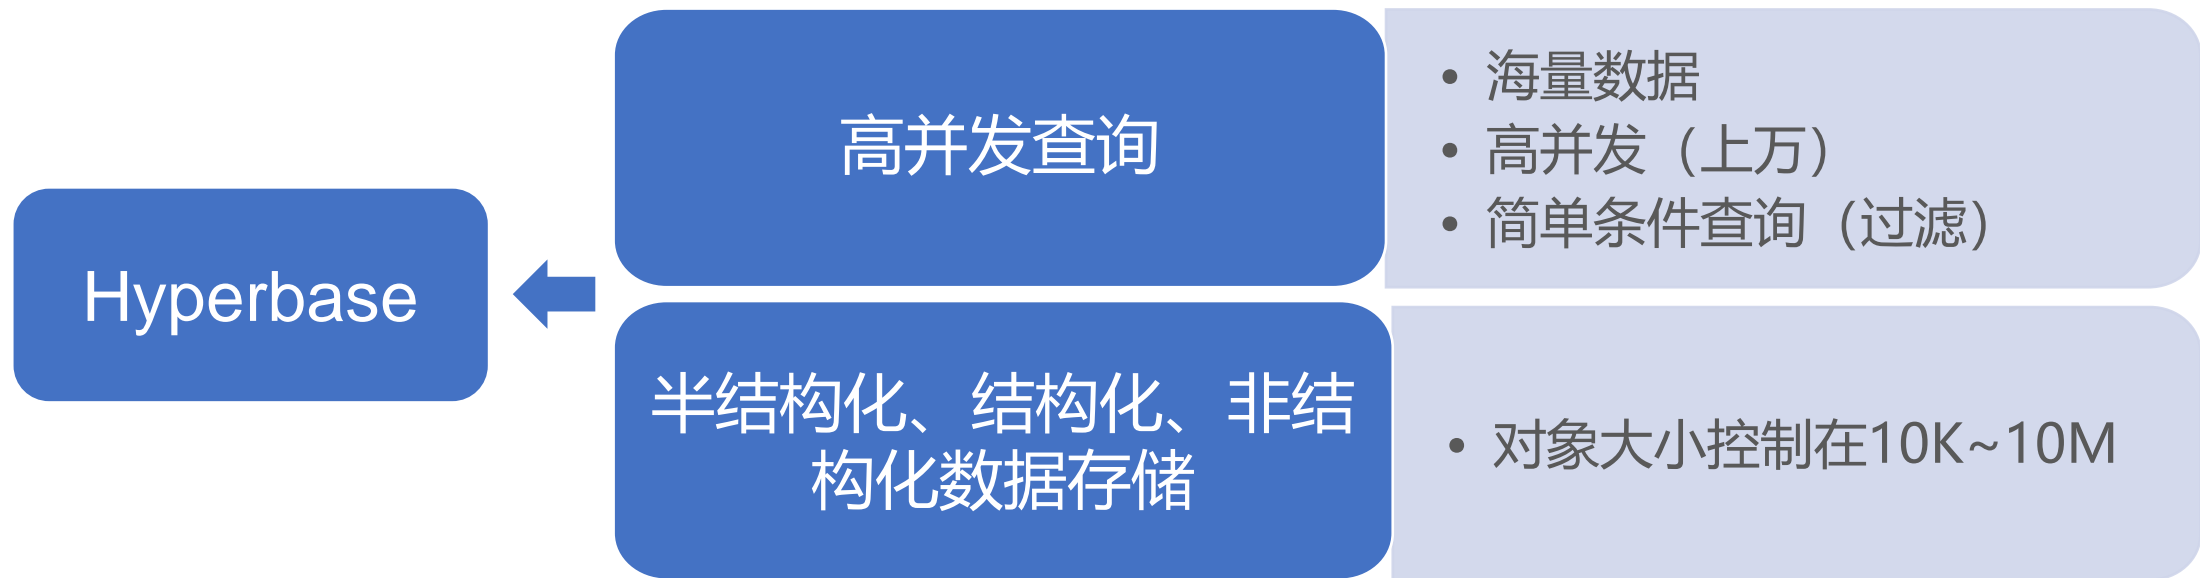 Hyperbase
高并发查询
• 海量数据
• 高并发（上万）
• 简单条件查询（过滤）
半结构化、结构化、非结
构化数据存储
• 对象大小控制在10K~10M